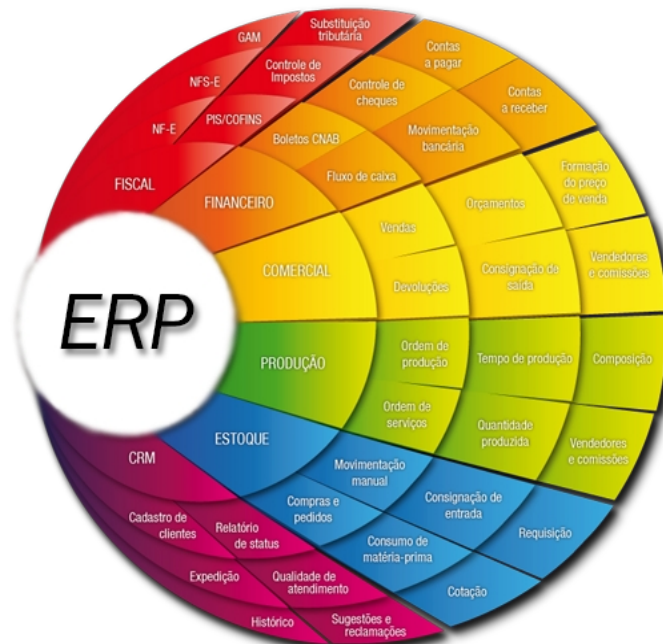 GAM
Substituição
tributária
NFS-E
Controle de
Impostos
NF-E
PIS/COFINS
FISCAL
Contas
a pagar
Controle de
cheques
Contas
a receber
Boletos CNAB
Movimentação
bancária
Fluxo de caixa
FINANCEIRO
Formação
do preço
de venda
Orçamentos
Vendas
COMERCIAL
Vendedores
e comissões
Consignação de
saída
Devoluções
ERP
PRODUÇÃO
Ordem de
produção
Tempo de produção
Composição
Ordem de
serviços
Quantidade
produzida
Vendedores
e comissões
ESTOQUE
Movimentação
manual
Consignação de
entrada
Requisição
Compras e
pedidos
Consumo de
matéria-prima
Cotação
CRM
Cadastro de
clientes
Relatório
de status
Expedição
Qualidade de
atendimento
Histórico
Sugestões e
reclamações